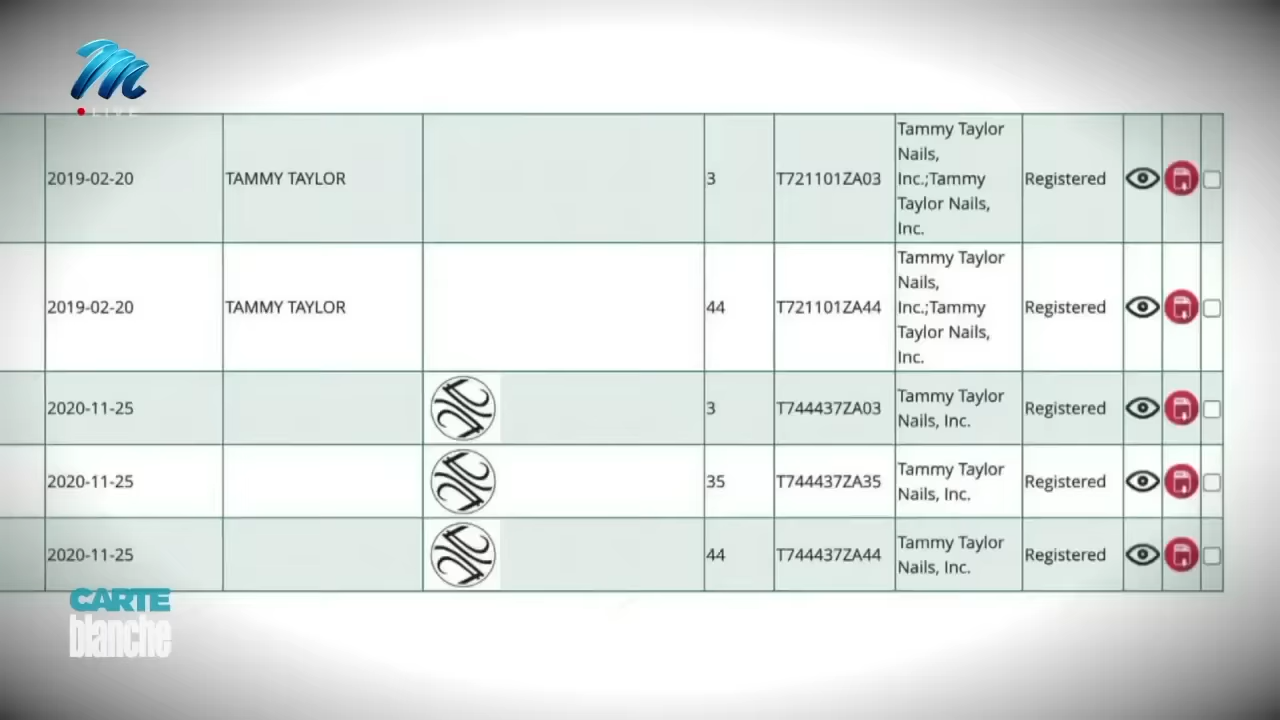 LIVE
2019-02-20 TAMMY TAYLOR 3 T721101ZA03 Tammy Taylor Nails, Inc.;Tammy Taylor Nails, Inc. Registered
2019-02-20 TAMMY TAYLOR 44 T721101ZA44 Tammy Taylor Nails, Inc.;Tammy Taylor Nails, Inc. Registered
2020-11-25 3 T744437ZA03 Tammy Taylor Nails, Inc. Registered
2020-11-25 35 T744437ZA35 Tammy Taylor Nails, Inc. Registered
2020-11-25 44 T744437ZA44 Tammy Taylor Nails, Inc. Registered
CARTE
blanche